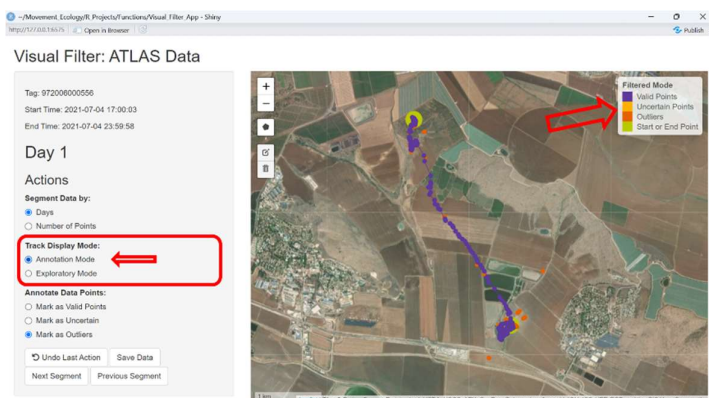 ~/Movement_Ecology/R_Projects/Functions/Visual_Filter_App - Shiny
http://127.0.0.1:6575 Open in Browser
Publish
Visual Filter: ATLAS Data
Tag: 972006000556
Start Time: 2021-07-04 17:00:03
End Time: 2021-07-04 23:59:58
Day 1
Actions
Segment Data by:
Days
Number of Points
Track Display Mode:
Annotation Mode
Exploratory Mode
Annotate Data Points:
Mark as Valid Points
Mark as Uncertain
Mark as Outliers
Undo Last Action Save Data
Next Segment Previous Segment
+
−
Filtered Mode
Valid Points
Uncertain Points
Outliers
Start or End Point
1 km